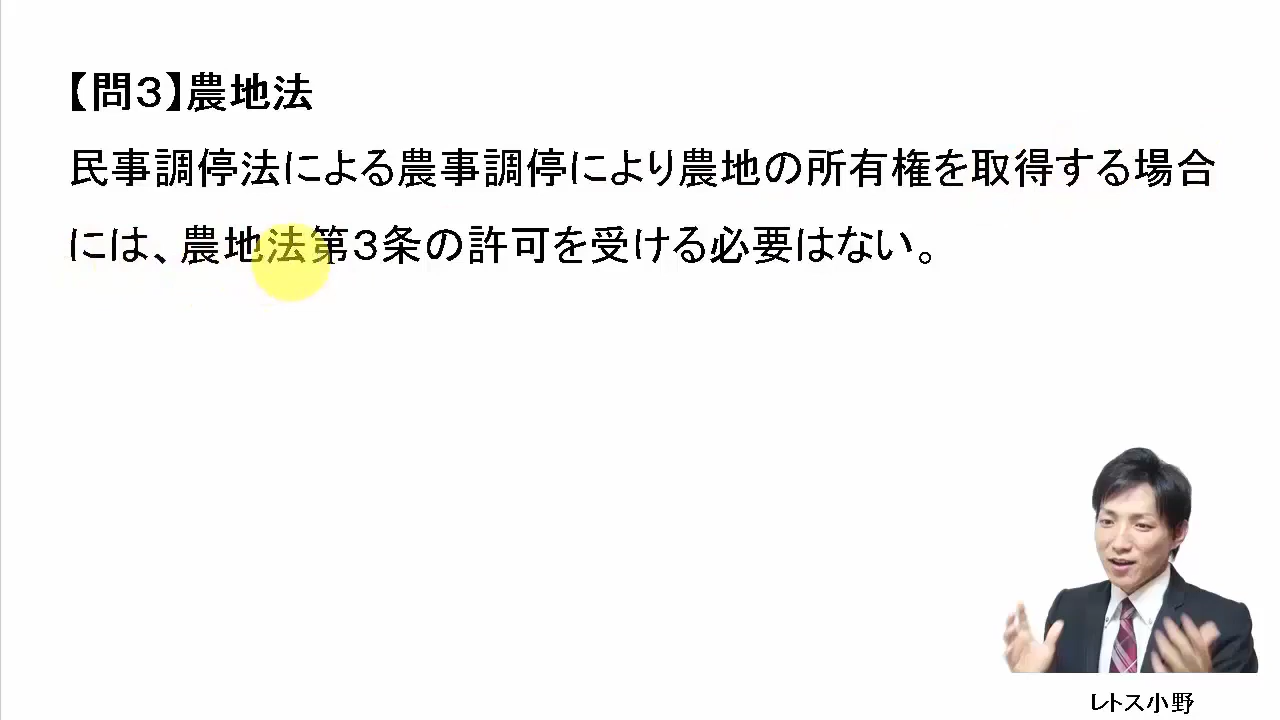 【問３】農地法
民事調停法による農事調停により農地の所有権を取得する場合
には、農地法第３条の許可を受ける必要はない。
レトス小野